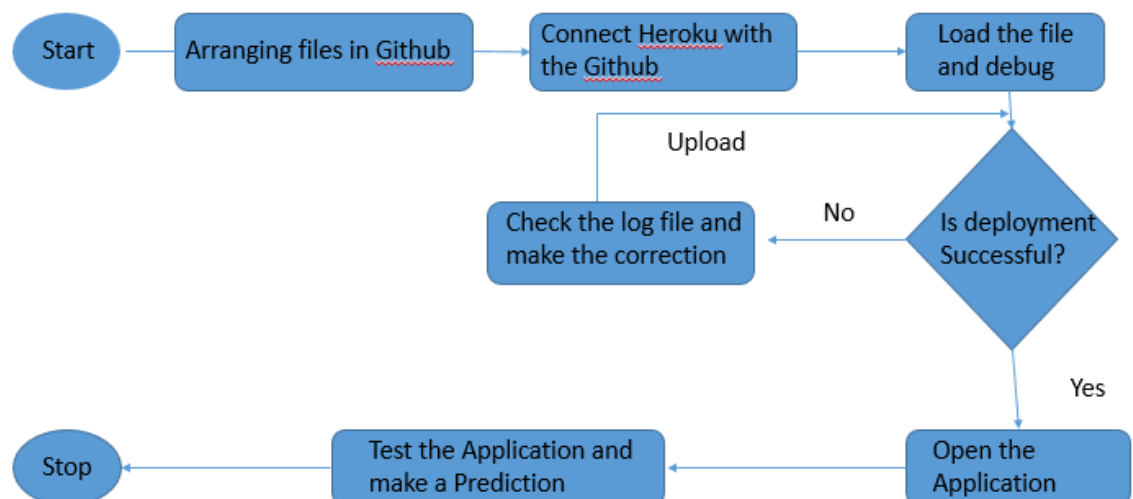 Start
Arranging files in Github
Connect Heroku with
the Github
Load the file
and debug
Upload
Check the log file and
make the correction
No
Is deployment
Successful?
Yes
Open the
Application
Test the Application and
make a Prediction
Stop